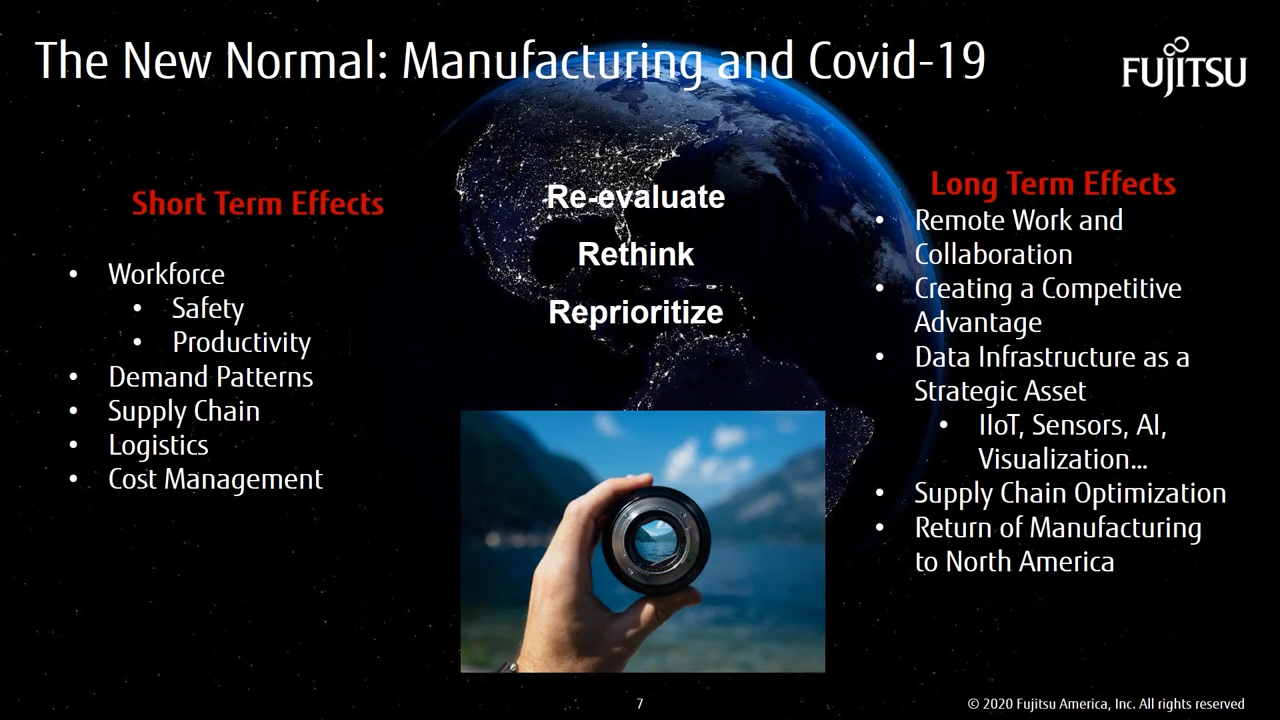 The New Normal: Manufacturing and Covid-19
FUJITSU
Short Term Effects
• Workforce
• Safety
• Productivity
• Demand Patterns
• Supply Chain
• Logistics
• Cost Management
Re-evaluate
Rethink
Reprioritize
Long Term Effects
• Remote Work and
Collaboration
• Creating a Competitive
Advantage
• Data Infrastructure as a
Strategic Asset
• IIoT, Sensors, AI,
Visualization...
• Supply Chain Optimization
• Return of Manufacturing
to North America
7
© 2020 Fujitsu America, Inc. All rights reserved